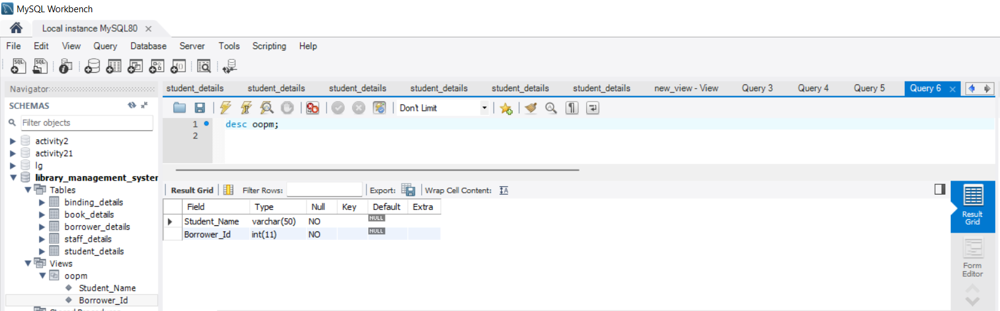 MySQL Workbench
Local instance MySQL80
File Edit View Query Database Server Tools Scripting Help
SQL SQL
Navigator
student_details student_details student_details student_details student_details student_details new_view - View Query 3 Query 4 Query 5 Query 6
SCHEMAS
Don't Limit
Filter objects
1 desc oopm;
2
activity2
activity21
lg
library_management_system
Tables
binding_details
book_details
borrower_details
staff_details
student_details
Views
oopm
Student_Name
Borrower_Id
Result Grid Filter Rows: Export: Wrap Cell Content: IA
Field Type Null Key Default Extra
Student_Name varchar(50) NO NULL
Borrower_Id int(11) NO NULL
Result
Grid
Form
Editor